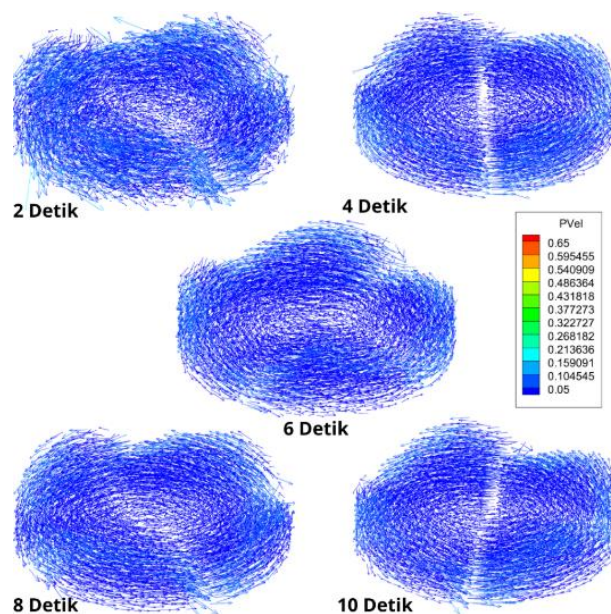 2 Detik
4 Detik
PVel
0.65
0.595455
0.540909
0.486364
0.431818
0.377273
0.322727
0.268182
0.213636
0.159091
0.104545
0.05
6 Detik
8 Detik
10 Detik